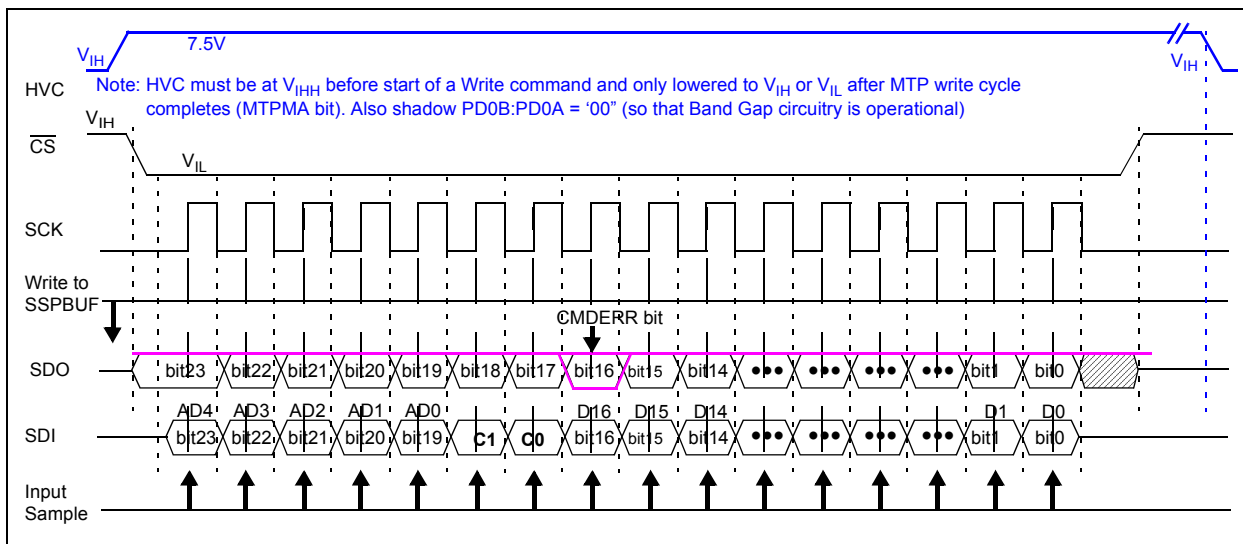 7.5V
VIH
VIH
HVC
Note: HVC must be at VIHH before start of a Write command and only lowered to VIH or VIL after MTP write cycle
completes (MTPMA bit). Also shadow PD0B:PD0A = ‘00” (so that Band Gap circuitry is operational)
VIH
CS
VIL
SCK
Write to
SSPBUF
CMDERR bit
SDO bit23 bit22 bit21 bit20 bit19 bit18 bit17 bit16 bit15 bit14 ••• ••• ••• ••• bit1 bit0
AD4 AD3 AD2 AD1 AD0 D16 D15 D14 D1 D0
SDI bit23 bit22 bit21 bit20 bit19 C1 C0 bit16 bit15 bit14 ••• ••• ••• ••• bit1 bit0
Input
Sample